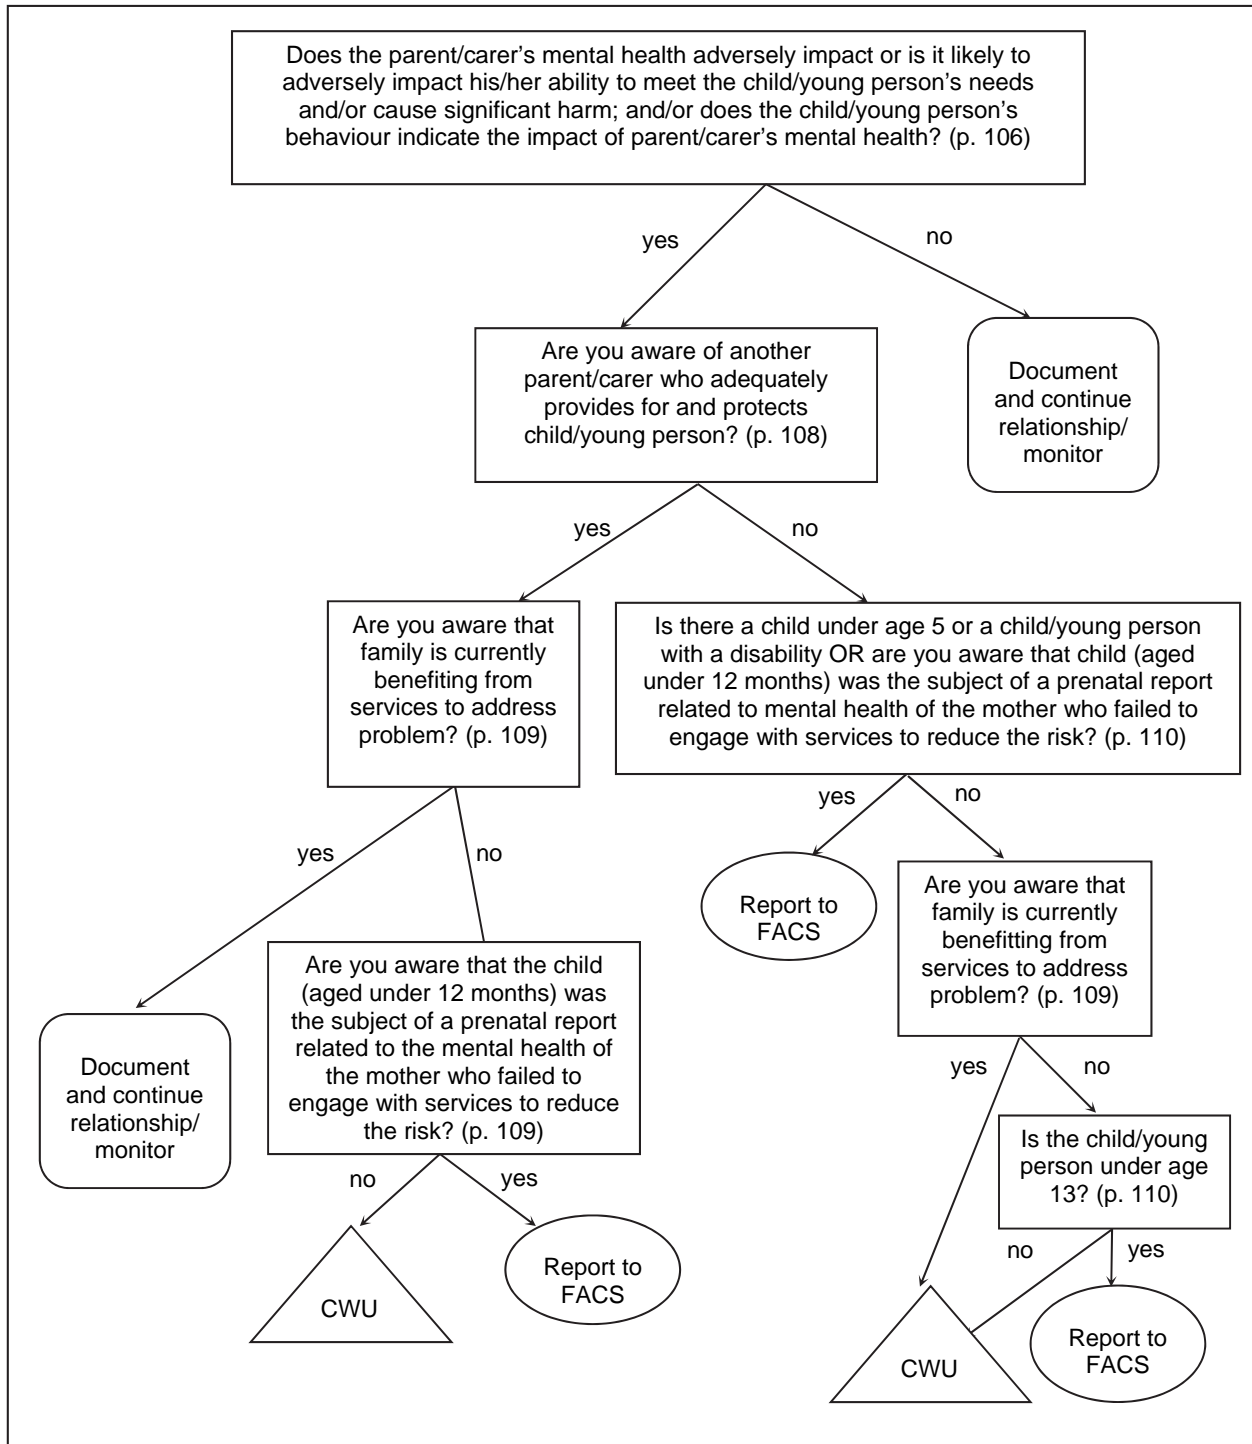 Does the parent/carer’s mental health adversely impact or is it likely to
adversely impact his/her ability to meet the child/young person’s needs
and/or cause significant harm; and/or does the child/young person’s
behaviour indicate the impact of parent/carer’s mental health? (p. 106)
yes
no
Are you aware of another
parent/carer who adequately
provides for and protects
child/young person? (p. 108)
Document
and continue
relationship/
monitor
yes
no
Are you aware that
family is currently
benefiting from
services to address
problem? (p. 109)
Is there a child under age 5 or a child/young person
with a disability OR are you aware that child (aged
under 12 months) was the subject of a prenatal report
related to mental health of the mother who failed to
engage with services to reduce the risk? (p. 110)
yes
no
yes
no
Report to
FACS
Are you aware that
family is currently
benefitting from
services to address
problem? (p. 109)
Are you aware that the child
(aged under 12 months) was
the subject of a prenatal report
related to the mental health of
the mother who failed to
engage with services to reduce
the risk? (p. 109)
Document
and continue
relationship/
monitor
yes
no
Is the child/young
person under age
13? (p. 110)
no
yes
CWU
Report to
FACS
no
yes
CWU
Report to
FACS